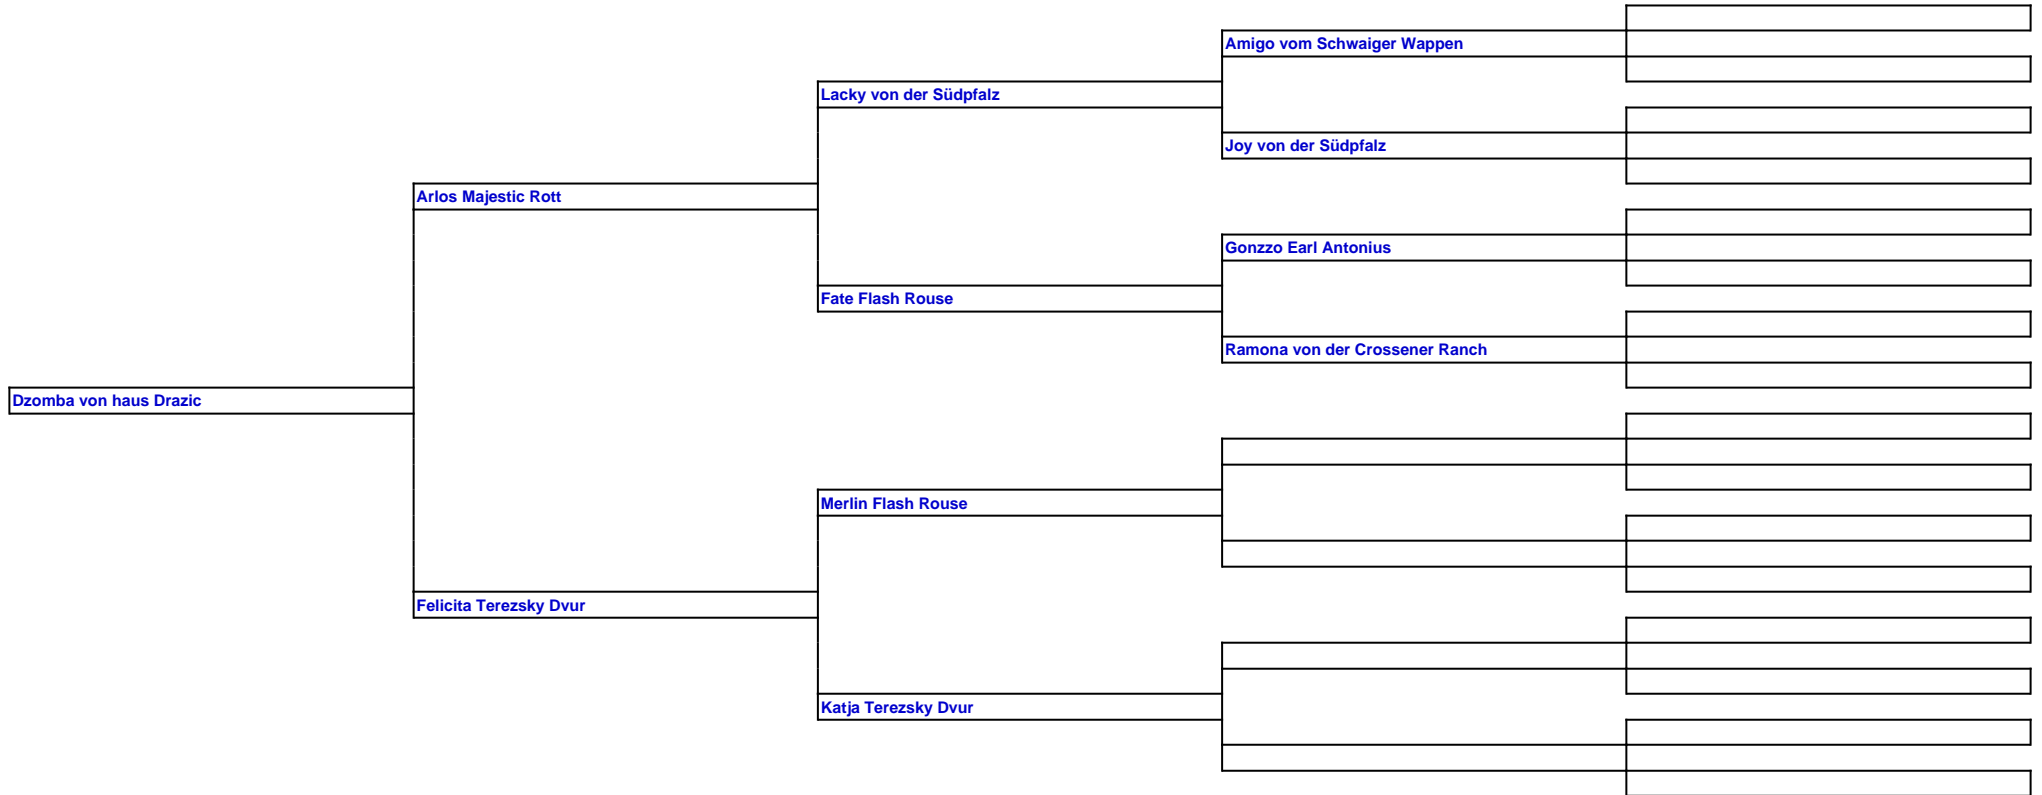 Amigo vom Schwaiger Wappen
Lacky von der Südpfalz
Joy von der Südpfalz
Arlos Majestic Rott
Gonzzo Earl Antonius
Fate Flash Rouse
Ramona von der Crossener Ranch
Dzomba von haus Drazic
Merlin Flash Rouse
Felicita Terezsky Dvur
Katja Terezsky Dvur